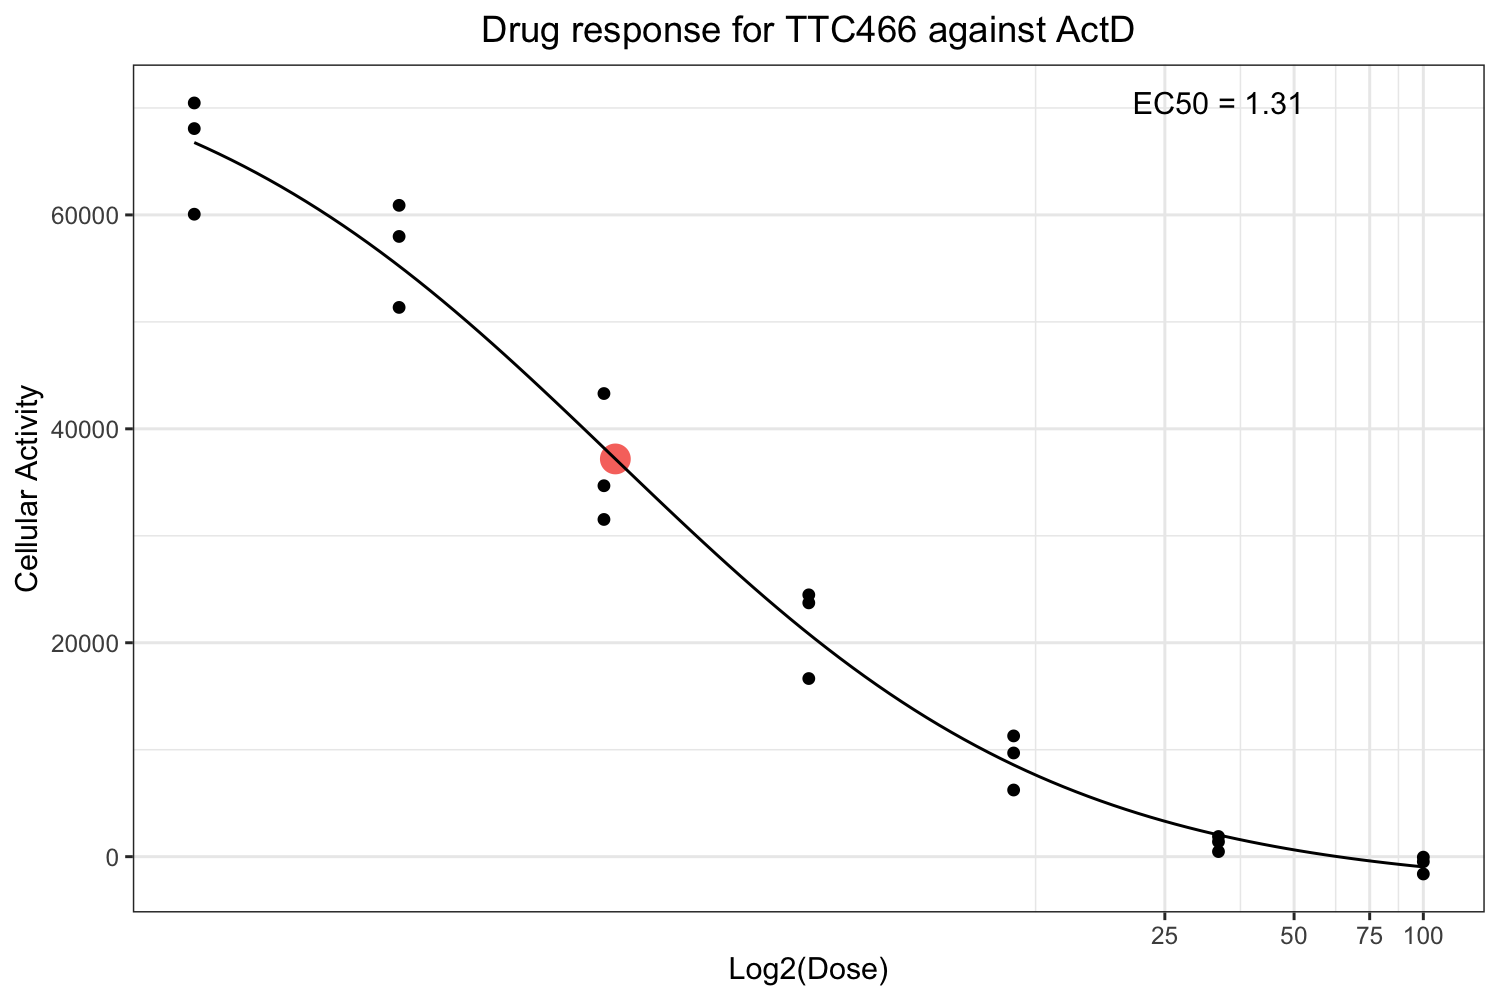 Drug response for TTC466 against ActD
EC50 = 1.31
Cellular Activity
60000
40000
20000
0
25 50 75 100
Log2(Dose)